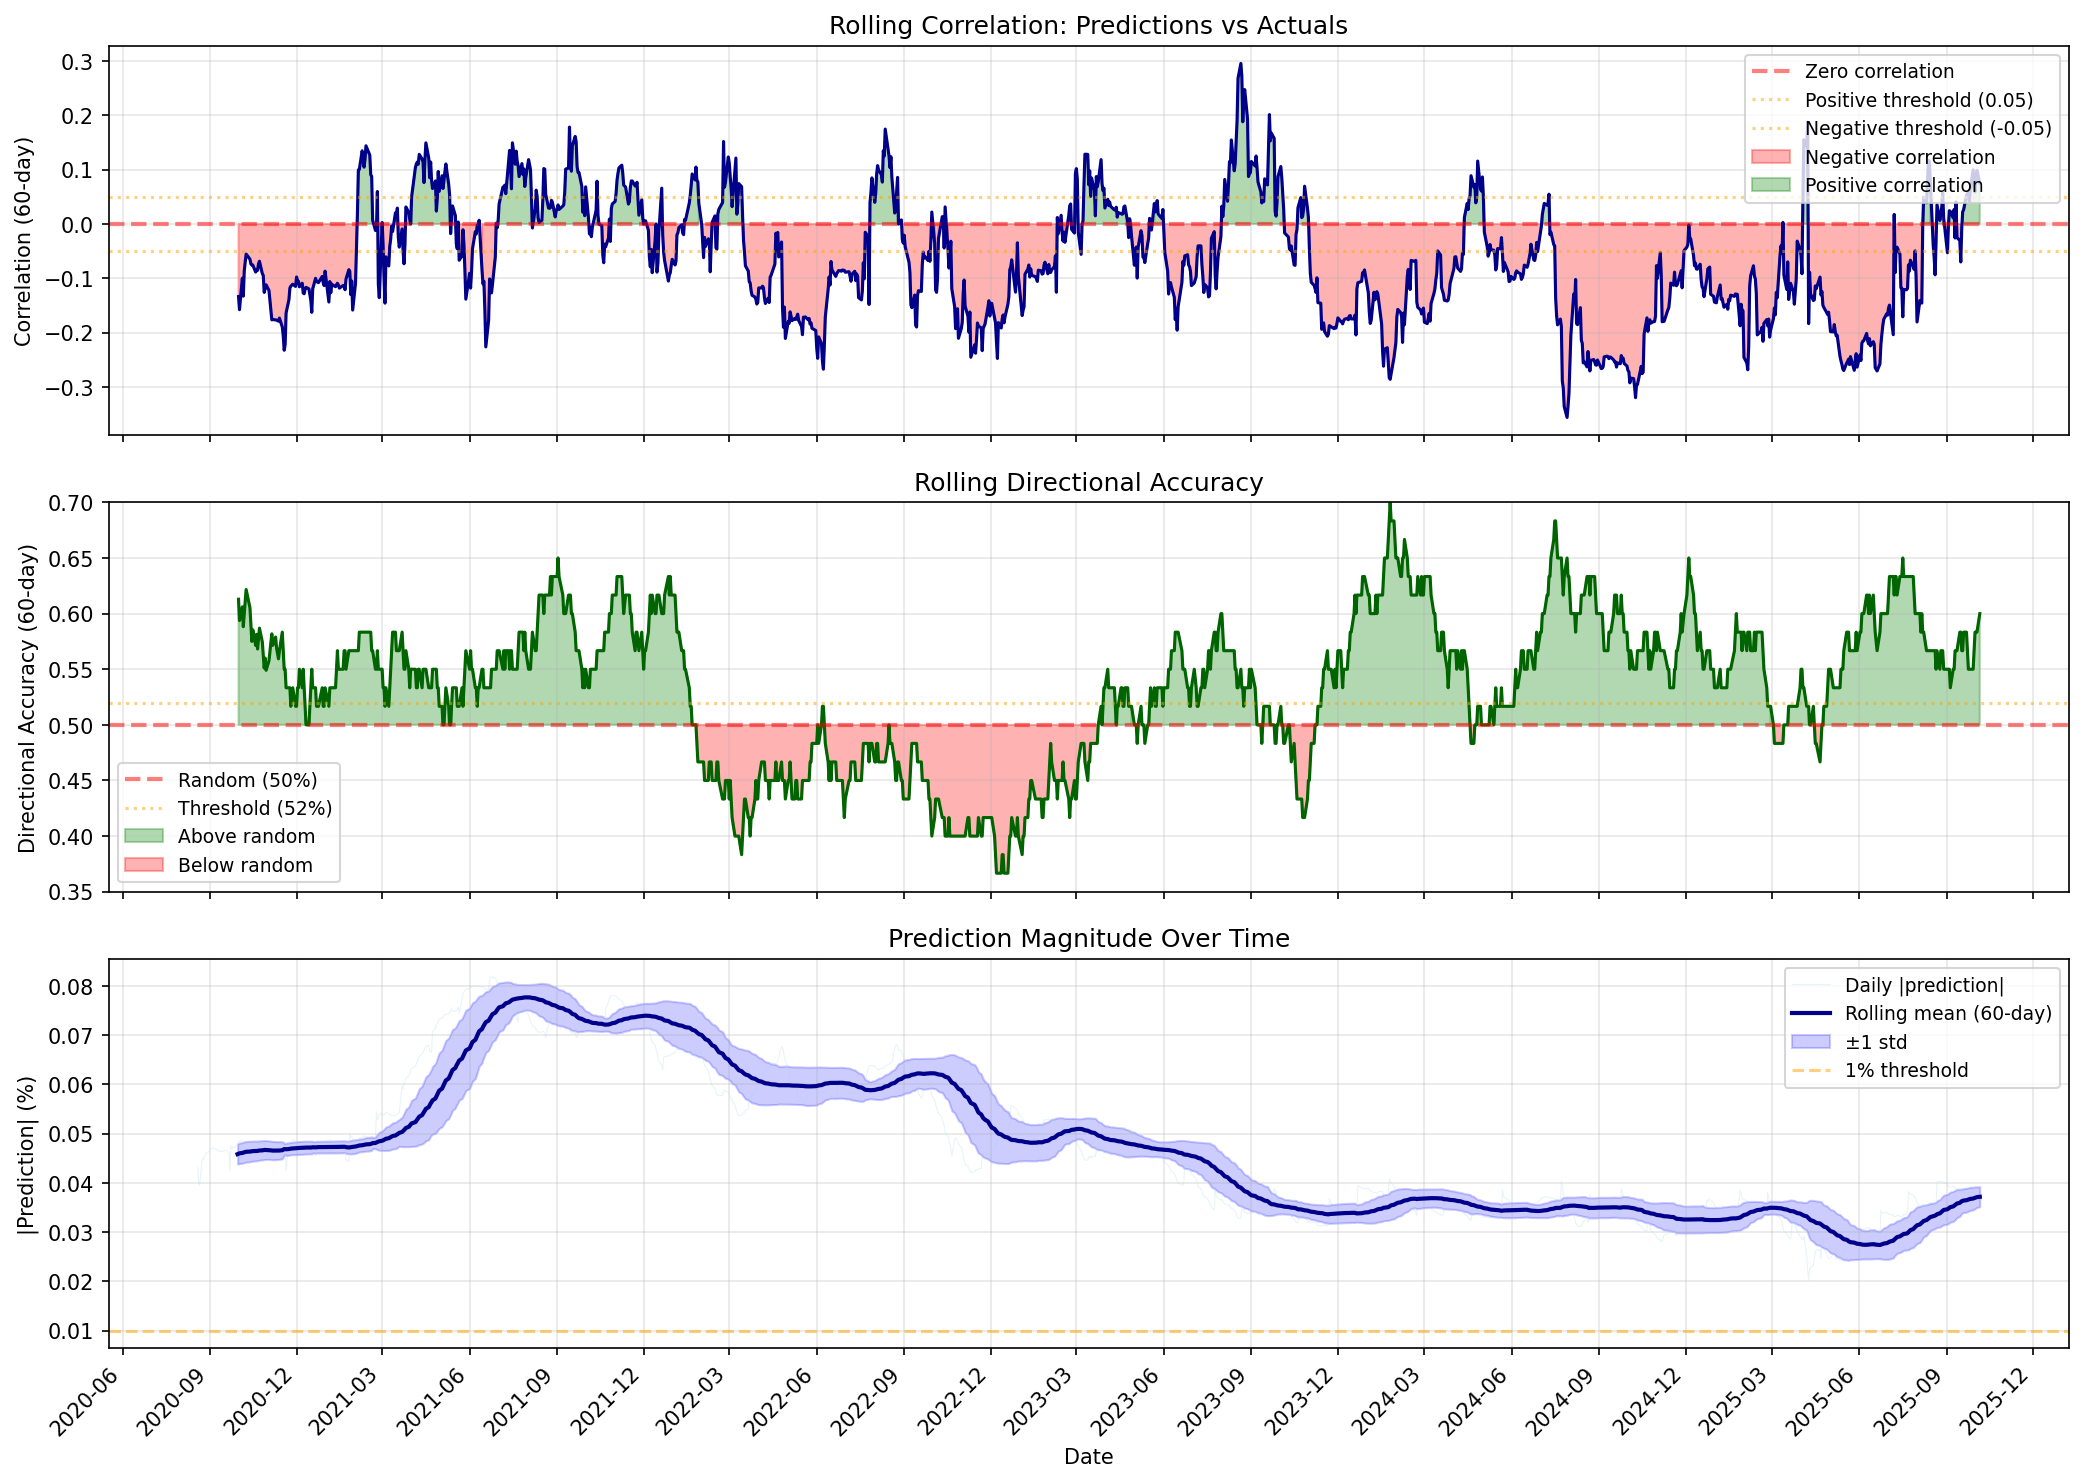 Rolling Correlation: Predictions vs Actuals
Correlation (60-day)
0.3
0.2
0.1
0.0
−0.1
−0.2
−0.3
Zero correlation
Positive threshold (0.05)
Negative threshold (-0.05)
Negative correlation
Positive correlation
Rolling Directional Accuracy
Directional Accuracy (60-day)
0.70
0.65
0.60
0.55
0.50
0.45
0.40
0.35
Random (50%)
Threshold (52%)
Above random
Below random
Prediction Magnitude Over Time
|Prediction| (%)
0.08
0.07
0.06
0.05
0.04
0.03
0.02
0.01
Daily |prediction|
Rolling mean (60-day)
±1 std
1% threshold
2020-06
2020-09
2020-12
2021-03
2021-06
2021-09
2021-12
2022-03
2022-06
2022-09
2022-12
2023-03
2023-06
2023-09
2023-12
2024-03
2024-06
2024-09
2024-12
2025-03
2025-06
2025-09
2025-12
Date